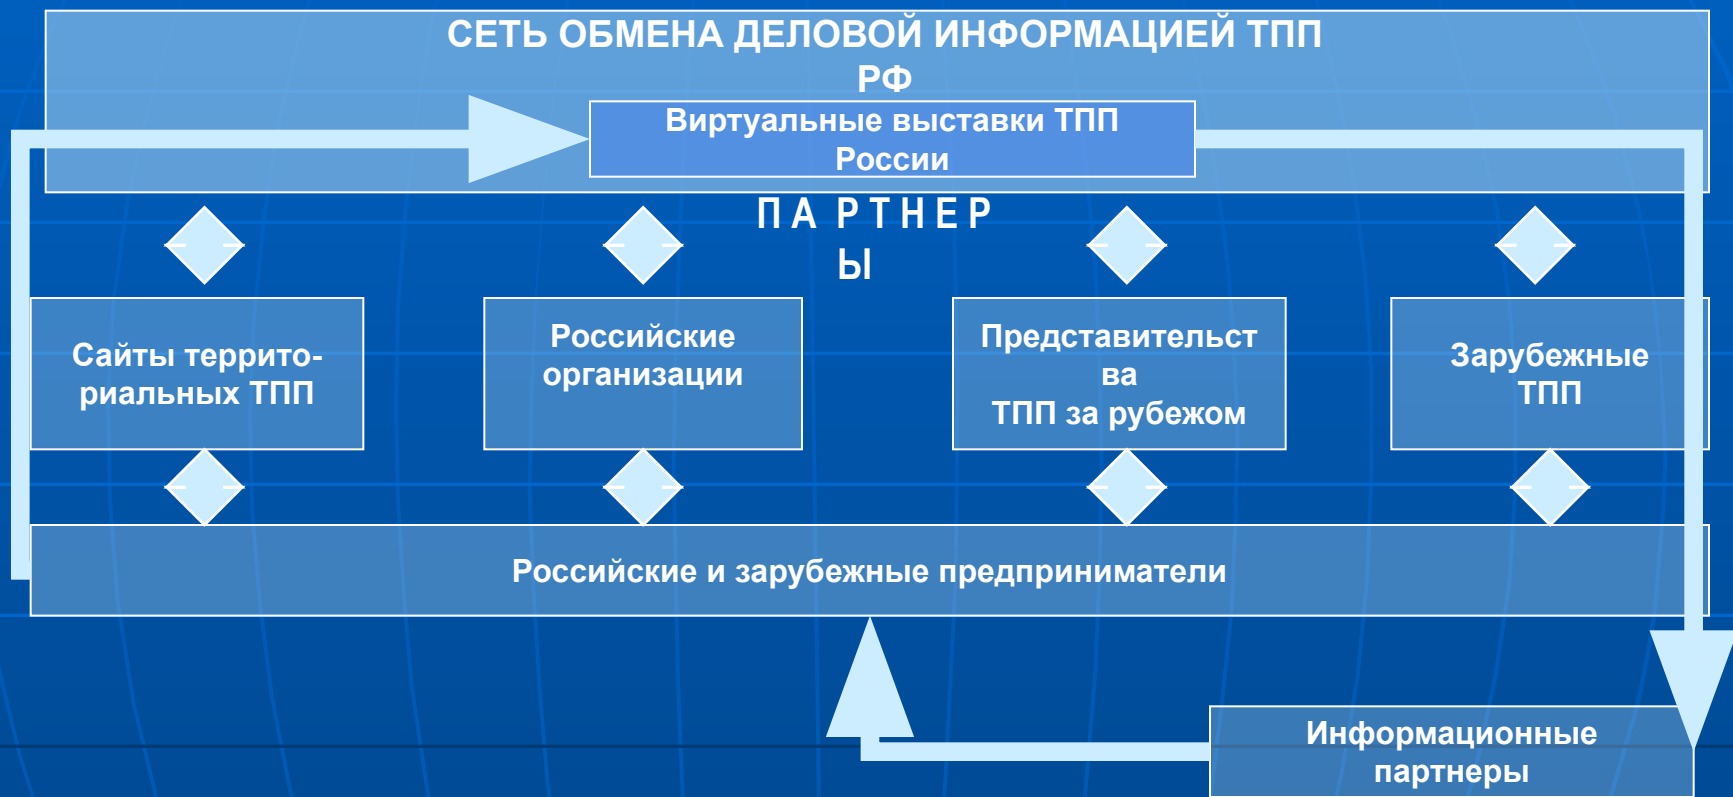 СЕТЬ ОБМЕНА ДЕЛОВОЙ ИНФОРМАЦИЕЙ ТПП
РФ
Виртуальные выставки ТПП
России
П А Р Т Н Е Р
Ы
Сайты террито-
риальных ТПП
Российские
организации
Представительст
ва
ТПП за рубежом
Зарубежные
ТПП
Российские и зарубежные предприниматели
Информационные
партнеры